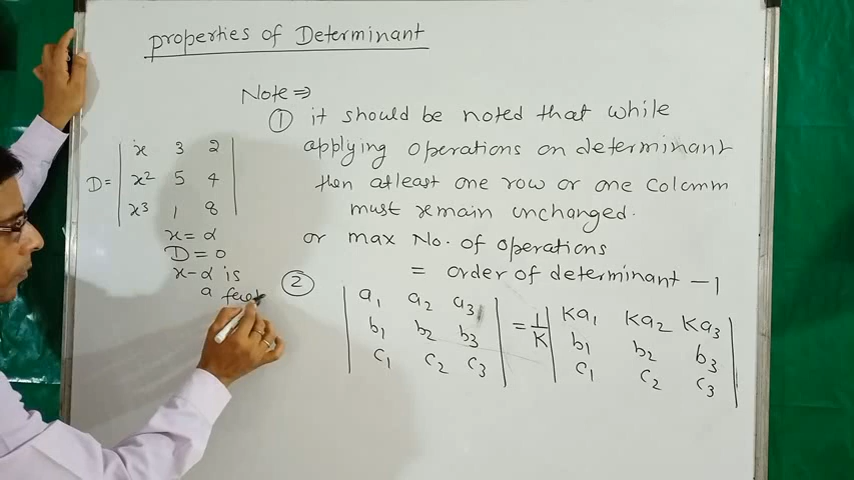 properties of Determinant
Note ⇒
① it should be noted that while
applying operations on determinant
then atleast one row or one Colomm
must remain unchanged.
or max No. of operations
= order of determinant - 1
D = | x 3 2 |
| x2 5 4 |
| x3 1 8 |
x = α
D = 0
x - α is
a
②
| a1 a2 a3 | = 1/K | Ka1 Ka2 Ka3 |
| b1 b2 b3 | | b1 b2 b3 |
| c1 c2 c3 | | c1 c2 c3 |